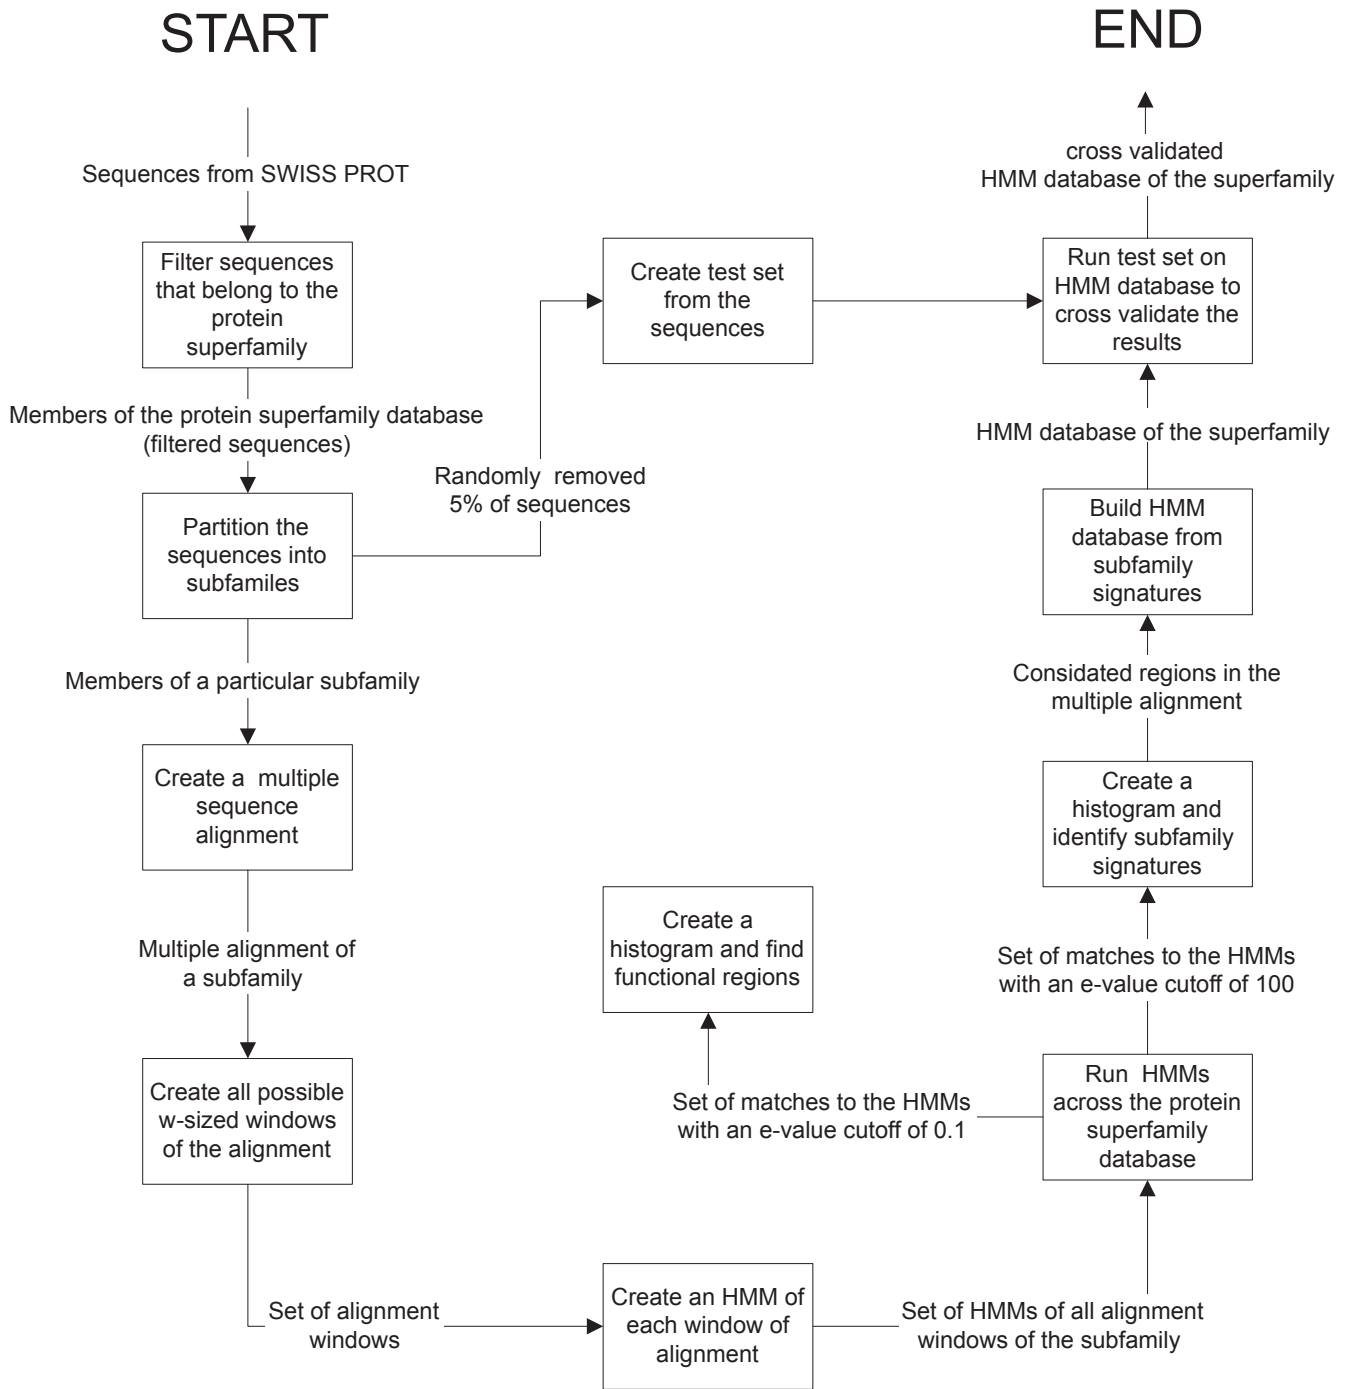 START
END
Sequences from SWISS PROT
cross validated
HMM database of the superfamily
Filter sequences
that belong to the
protein
superfamily
Create test set
from the
sequences
Run test set on
HMM database to
cross validate the
results
Members of the protein superfamily database
(filtered sequences)
HMM database of the superfamily
Randomly removed
5% of sequences
Partition the
sequences into
subfamiles
Build HMM
database from
subfamily
signatures
Members of a particular subfamily
Considated regions in the
multiple alignment
Create a multiple
sequence
alignment
Create a
histogram and
identify subfamily
signatures
Multiple alignment of
a subfamily
Create a
histogram and find
functional regions
Set of matches to the HMMs
with an e-value cutoff of 100
Create all possible
w-sized windows
of the alignment
Set of matches to the HMMs
with an e-value cutoff of 0.1
Run HMMs
across the protein
superfamily
database
Set of alignment
windows
Create an HMM of
each window of
alignment
Set of HMMs of all alignment
windows of the subfamily